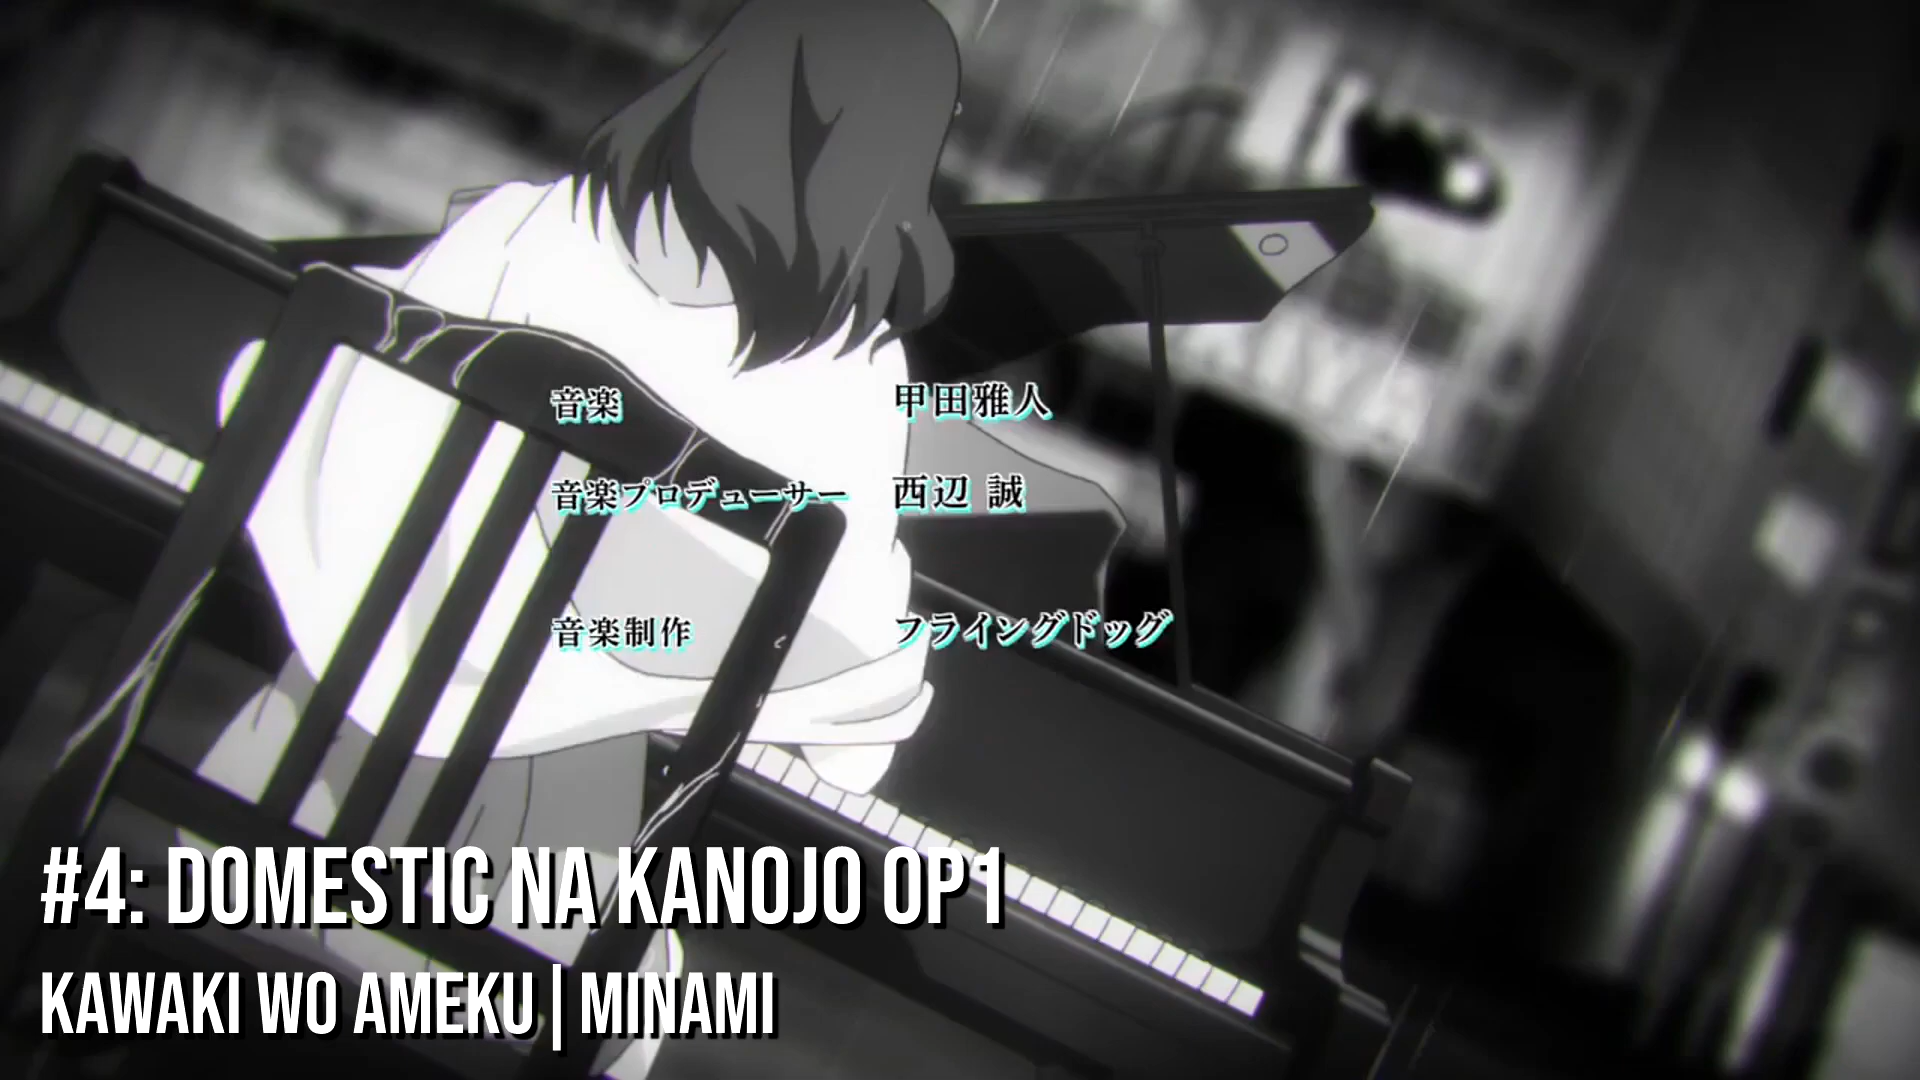 音楽 甲田雅人
音楽プロデューサー 西辺 誠
音楽制作 フライングドッグ
#4: DOMESTIC NA KANOJO OP1
KAWAKI WO AMEKU | MINAMI